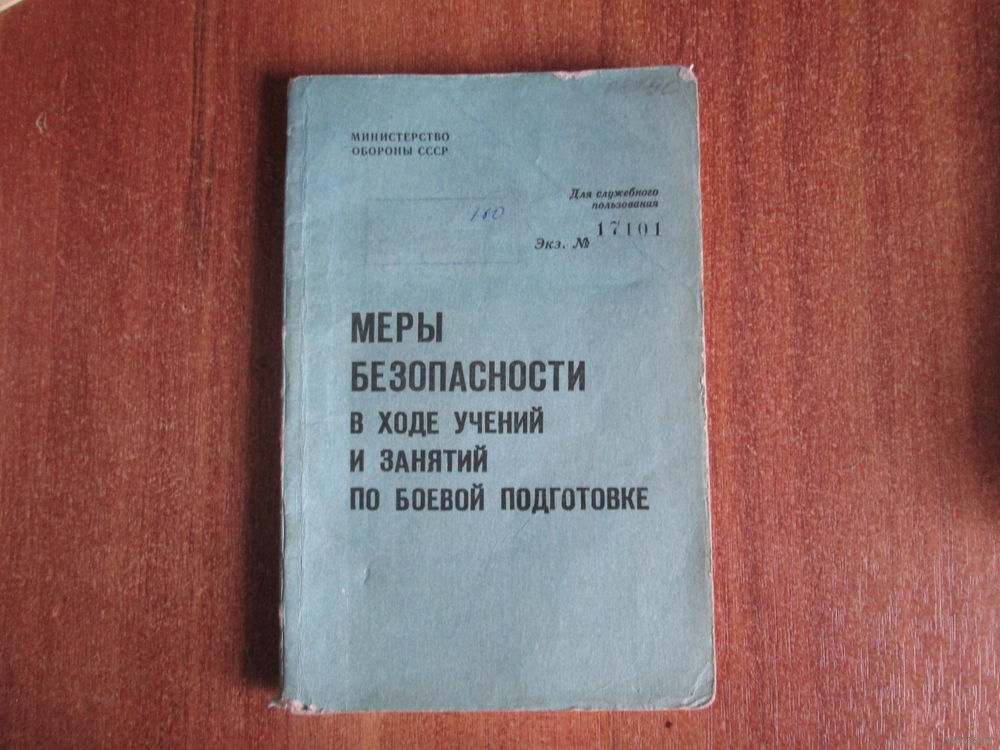 МИНИСТЕРСТВО
ОБОРОНЫ СССР
Для служебного
пользования
160
Экз. № 17101
МЕРЫ
БЕЗОПАСНОСТИ
В ХОДЕ УЧЕНИЙ
И ЗАНЯТИЙ
ПО БОЕВОЙ ПОДГОТОВКЕ